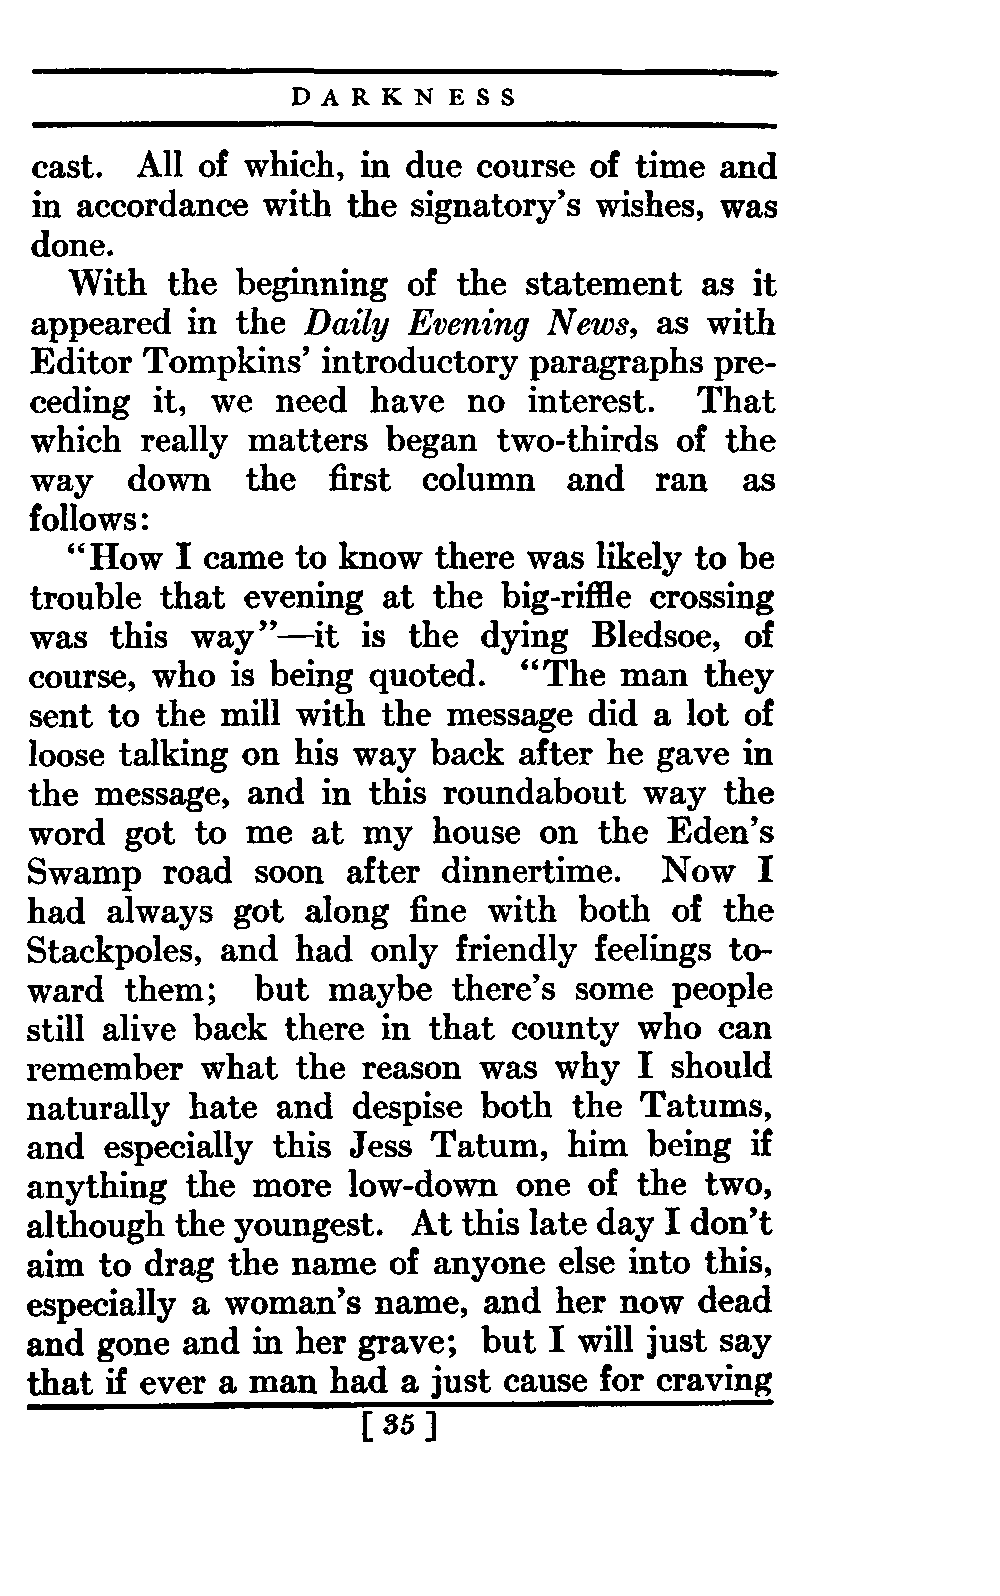 DARKNESS
cast. All of which, in due course of time and
in accordance with the signatory's wishes, was
done.
With the beginning of the statement as it
appeared in the Daily Evening News, as with
Editor Tompkins' introductory paragraphs pre-
ceding it, we need have no interest. That
which really matters began two-thirds of the
way down the first column and ran as
follows:
"How I came to know there was likely to be
trouble that evening at the big-riffle crossing
was this way"—it is the dying Bledsoe, of
course, who is being quoted. "The man they
sent to the mill with the message did a lot of
loose talking on his way back after he gave in
the message, and in this roundabout way the
word got to me at my house on the Eden's
Swamp road soon after dinnertime. Now I
had always got along fine with both of the
Stackpoles, and had only friendly feelings to-
ward them; but maybe there's some people
still alive back there in that county who can
remember what the reason was why I should
naturally hate and despise both the Tatums,
and especially this Jess Tatum, him being if
anything the more low-down one of the two,
although the youngest. At this late day I don't
aim to drag the name of anyone else into this,
especially a woman's name, and her now dead
and gone and in her grave; but I will just say
that if ever a man had a just cause for craving
[ 35 ]